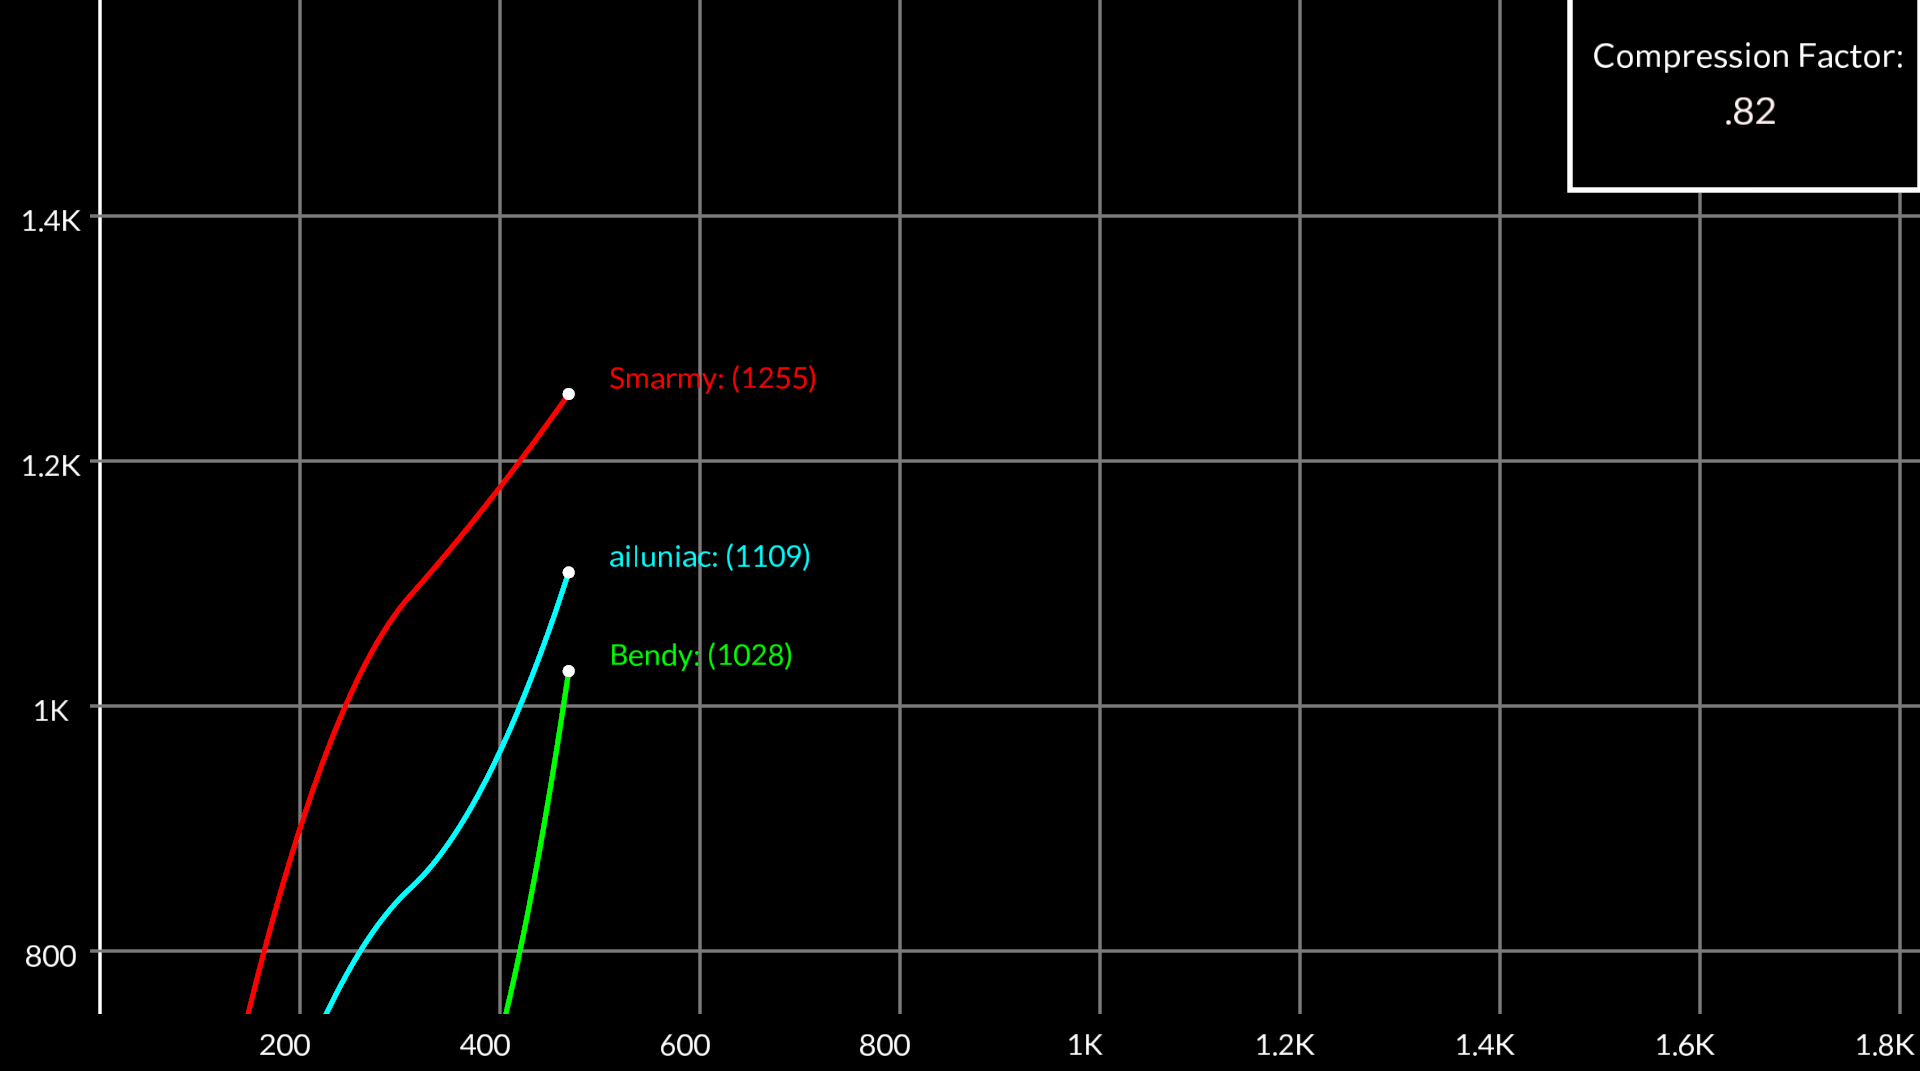 Compression Factor:
.82
1.4K
Smarmy: (1255)
1.2K
ailuniac: (1109)
Bendy: (1028)
1K
800
200 400 600 800 1K 1.2K 1.4K 1.6K 1.8K